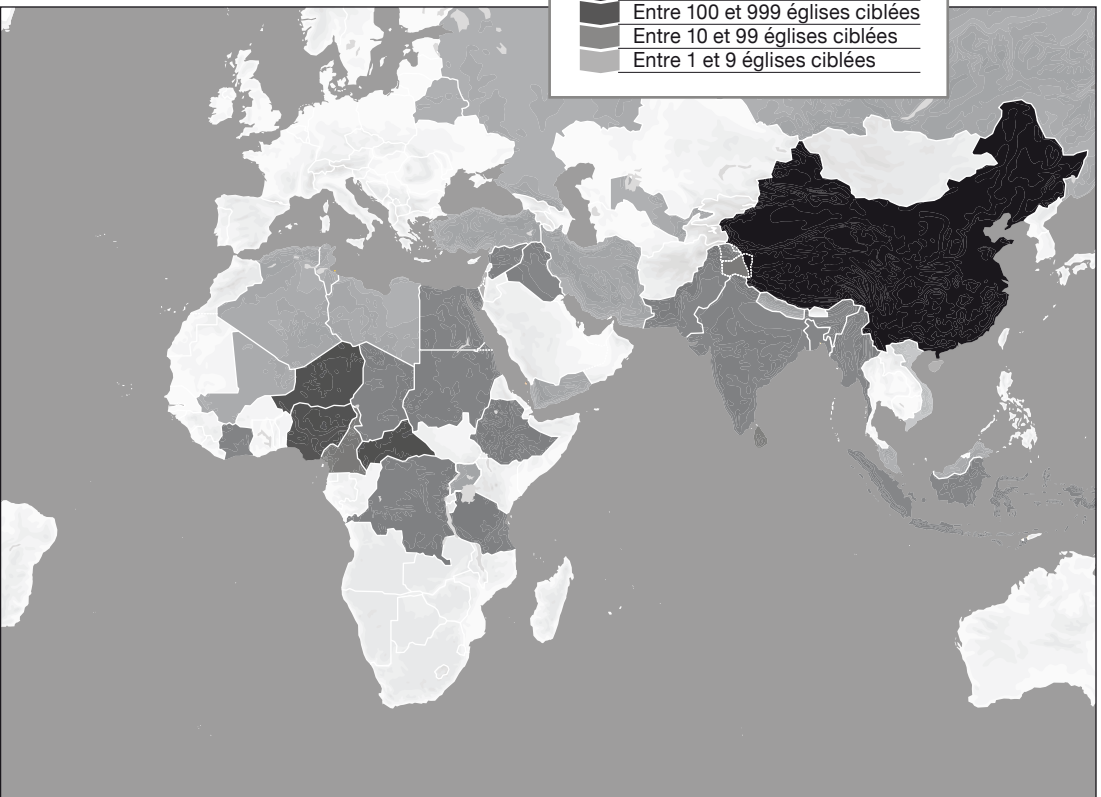 Entre 100 et 999 églises ciblées
Entre 10 et 99 églises ciblées
Entre 1 et 9 églises ciblées